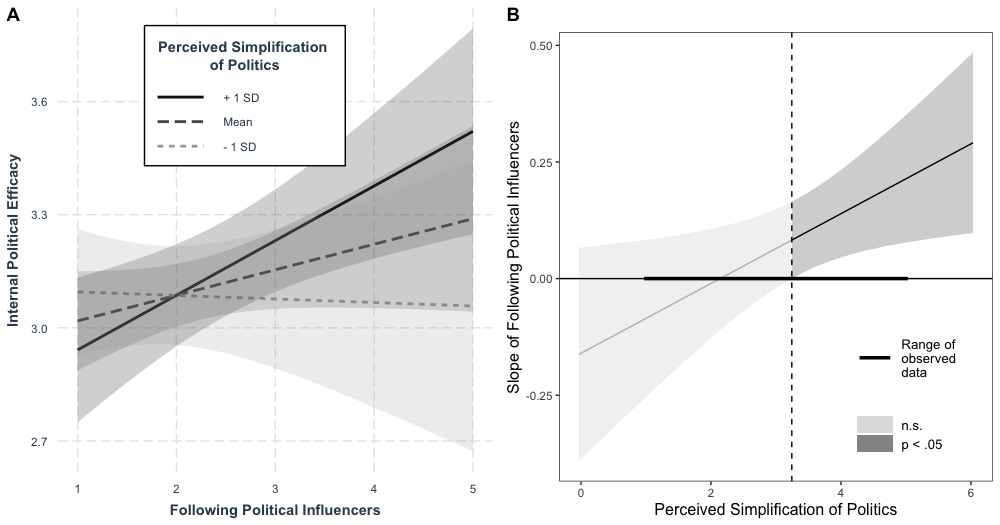 A
Perceived Simplification
of Politics
+ 1 SD
Mean
- 1 SD
Internal Political Efficacy
3.6
3.3
3.0
2.7
1 2 3 4 5
Following Political Influencers
B
Slope of Following Political Influencers
0.50
0.25
0.00
-0.25
Range of
observed
data
n.s.
p < .05
0 2 4 6
Perceived Simplification of Politics